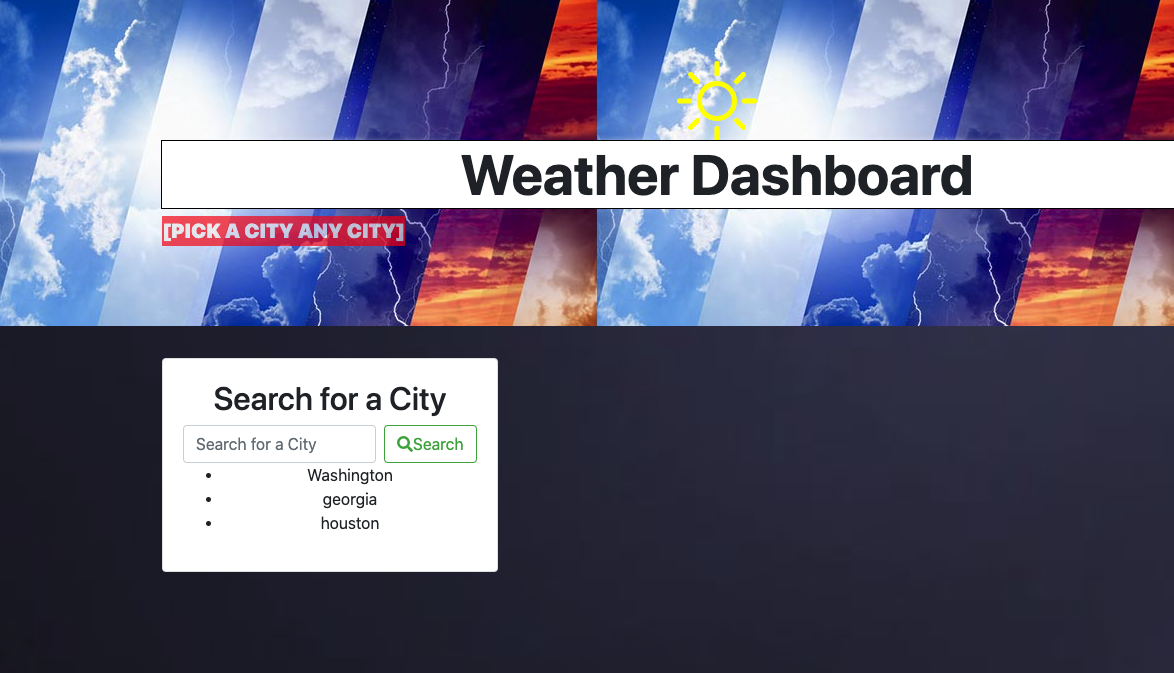 Weather Dashboard
[PICK A CITY ANY CITY]
Search for a City
Search for a City
Search
Washington
georgia
houston